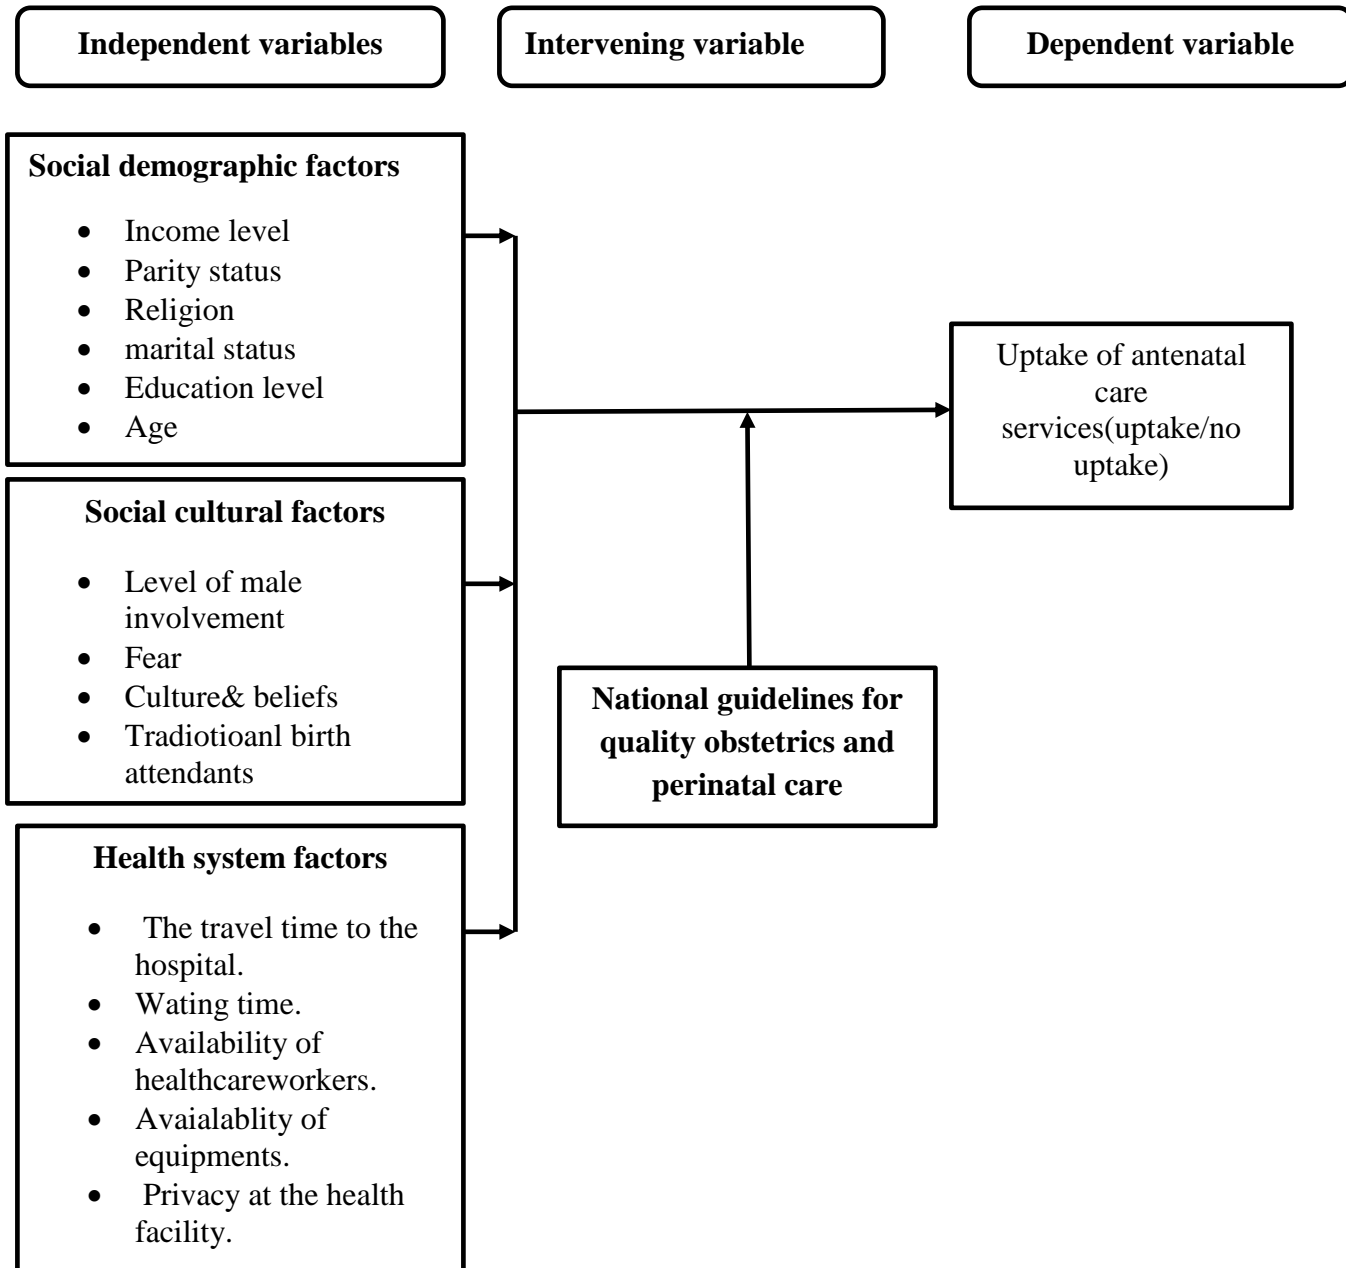 Independent variables
Intervening variable
Dependent variable
Social demographic factors
• Income level
• Parity status
• Religion
• marital status
• Education level
• Age
Social cultural factors
• Level of male
involvement
• Fear
• Culture& beliefs
• Tradiotioanl birth
attendants
Health system factors
• The travel time to the
hospital.
• Wating time.
• Availability of
healthcareworkers.
• Avaialablity of
equipments.
• Privacy at the health
facility.
National guidelines for
quality obstetrics and
perinatal care
Uptake of antenatal
care
services(uptake/no
uptake)